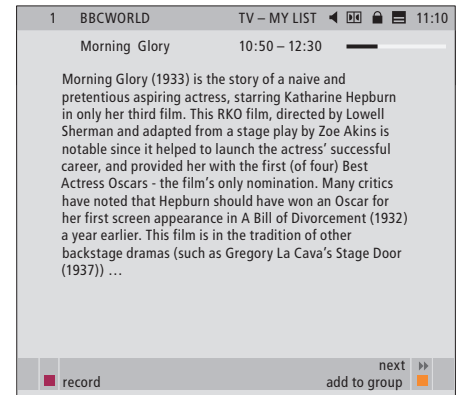 1 BBCWORLD TV – MY LIST 11:10
Morning Glory 10:50 – 12:30
Morning Glory (1933) is the story of a naive and
pretentious aspiring actress, starring Katharine Hepburn
in only her third film. This RKO film, directed by Lowell
Sherman and adapted from a stage play by Zoe Akins is
notable since it helped to launch the actress’ successful
career, and provided her with the first (of four) Best
Actress Oscars - the film’s only nomination. Many critics
have noted that Hepburn should have won an Oscar for
her first screen appearance in A Bill of Divorcement (1932)
a year earlier. This film is in the tradition of other
backstage dramas (such as Gregory La Cava’s Stage Door
(1937)) …
next
record add to group